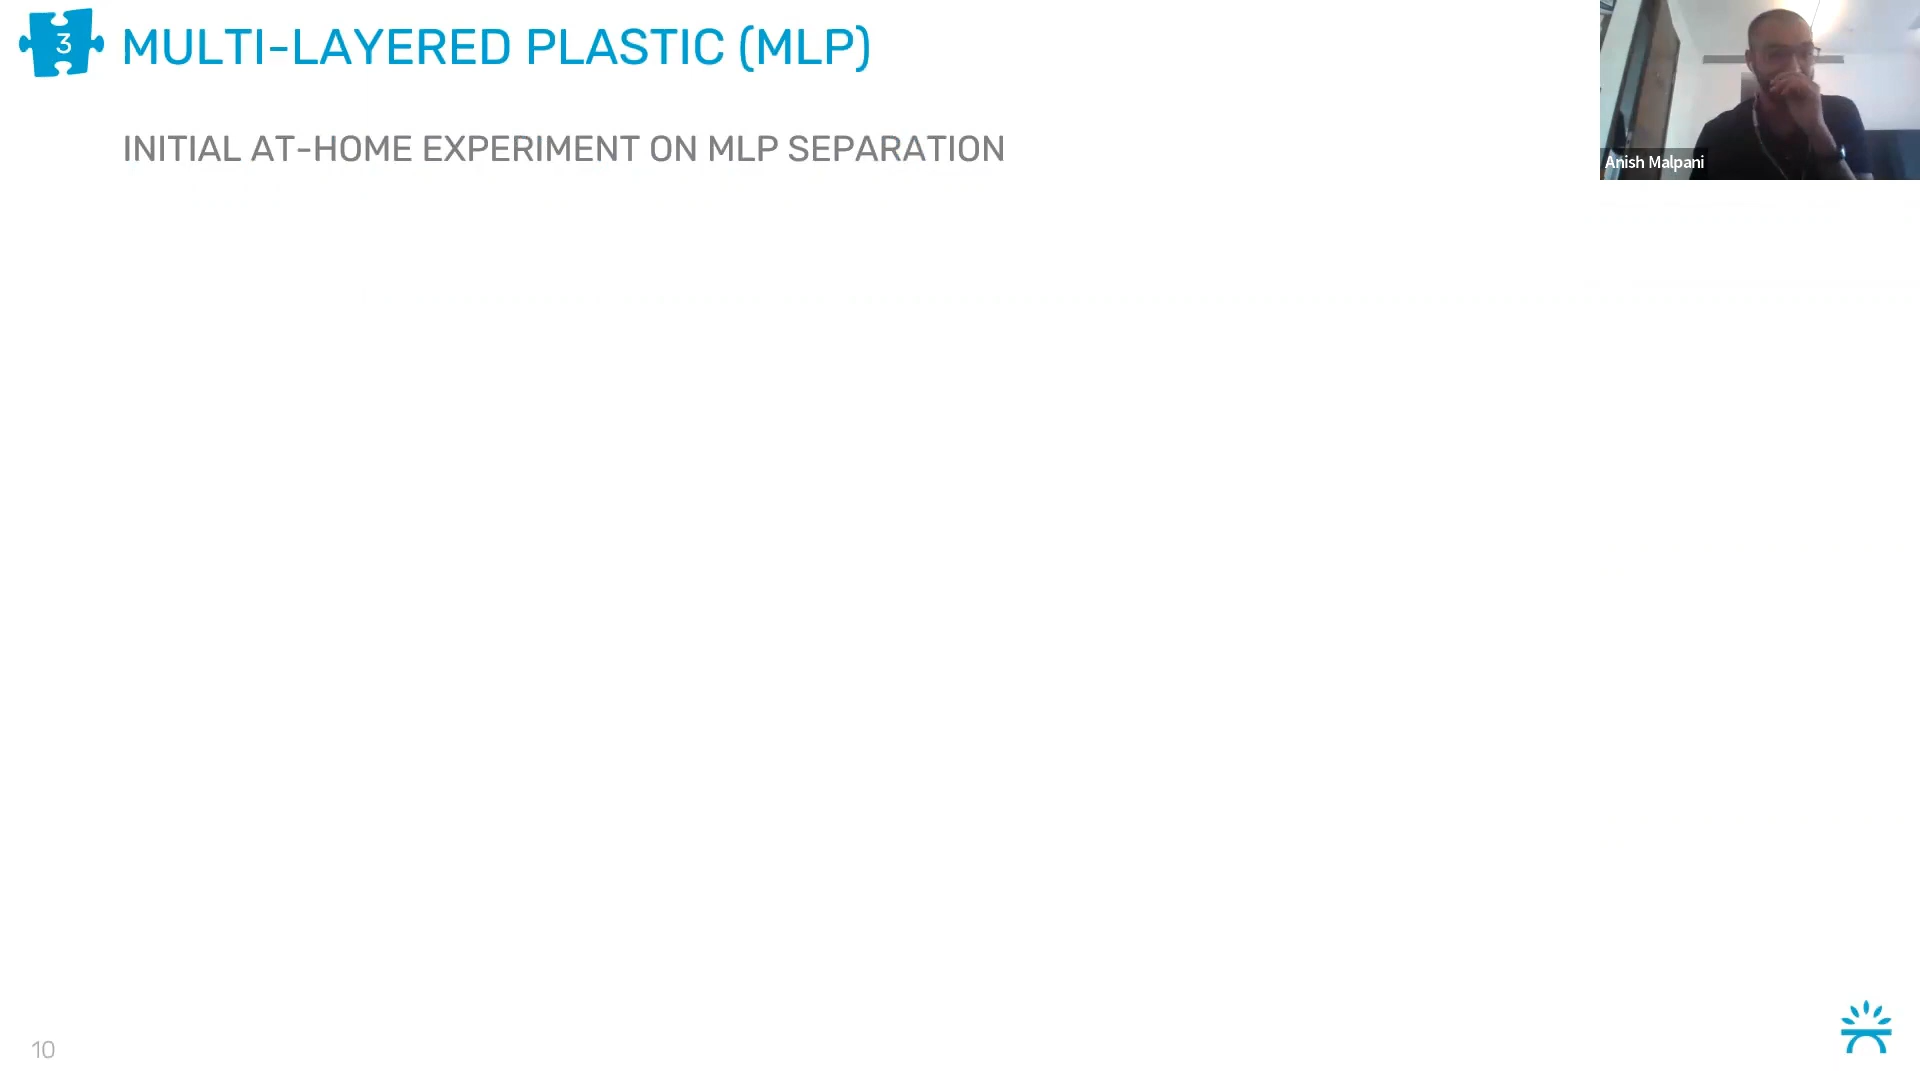 3
MULTI-LAYERED PLASTIC (MLP)
INITIAL AT-HOME EXPERIMENT ON MLP SEPARATION
Anish Malpani
10